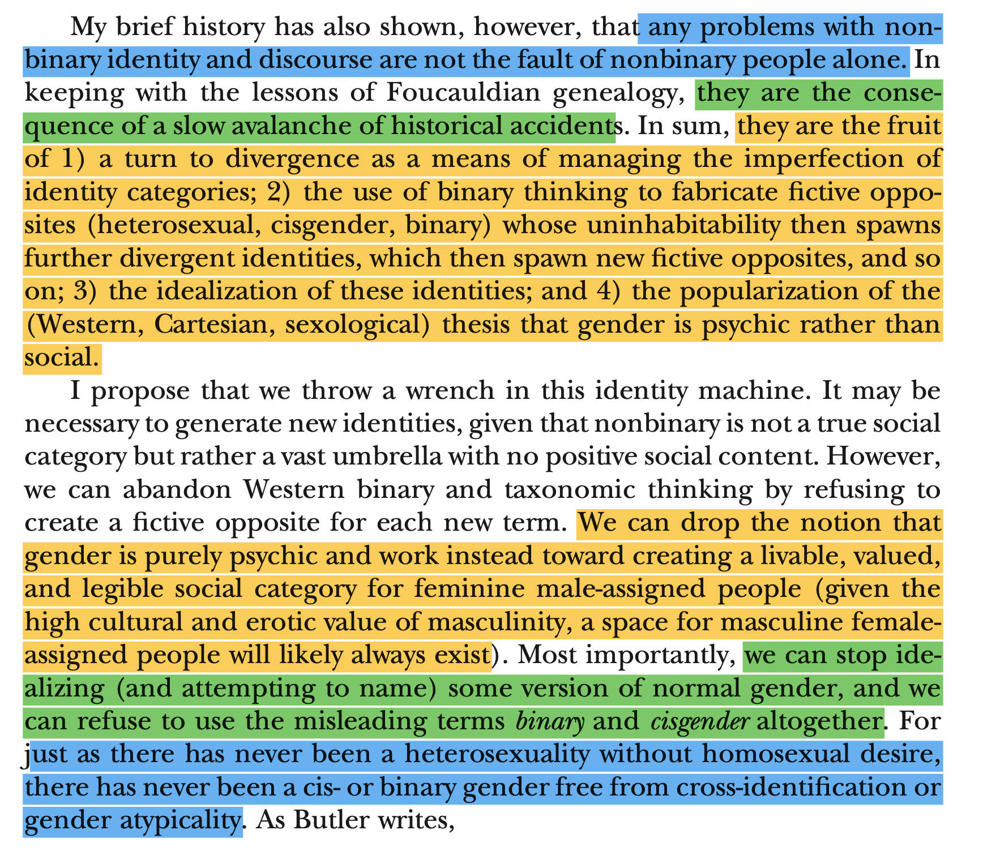 My brief history has also shown, however, that any problems with non-
binary identity and discourse are not the fault of nonbinary people alone. In
keeping with the lessons of Foucauldian genealogy, they are the conse-
quence of a slow avalanche of historical accidents. In sum, they are the fruit
of 1) a turn to divergence as a means of managing the imperfection of
identity categories; 2) the use of binary thinking to fabricate fictive oppo-
sites (heterosexual, cisgender, binary) whose uninhabitability then spawns
further divergent identities, which then spawn new fictive opposites, and so
on; 3) the idealization of these identities; and 4) the popularization of the
(Western, Cartesian, sexological) thesis that gender is psychic rather than
social.
I propose that we throw a wrench in this identity machine. It may be
necessary to generate new identities, given that nonbinary is not a true social
category but rather a vast umbrella with no positive social content. However,
we can abandon Western binary and taxonomic thinking by refusing to
create a fictive opposite for each new term. We can drop the notion that
gender is purely psychic and work instead toward creating a livable, valued,
and legible social category for feminine male-assigned people (given the
high cultural and erotic value of masculinity, a space for masculine female-
assigned people will likely always exist). Most importantly, we can stop ide-
alizing (and attempting to name) some version of normal gender, and we
can refuse to use the misleading terms binary and cisgender altogether. For
just as there has never been a heterosexuality without homosexual desire,
there has never been a cis- or binary gender free from cross-identification or
gender atypicality. As Butler writes,